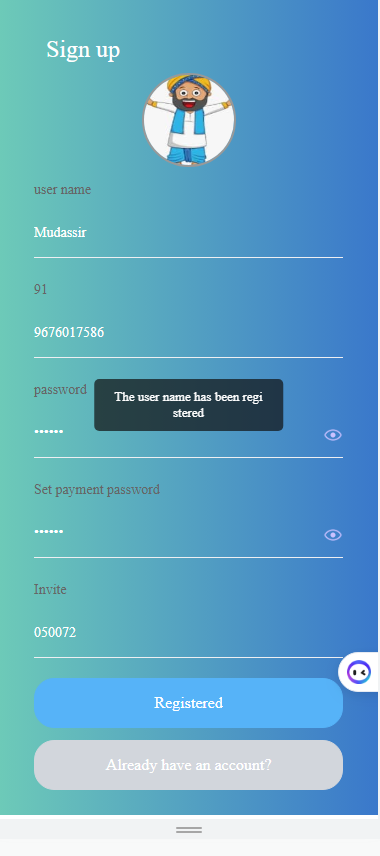 Sign up
user name
Mudassir
91
9676017586
password
The user name has been regi
stered
••••••
Set payment password
••••••
Invite
050072
Registered
Already have an account?